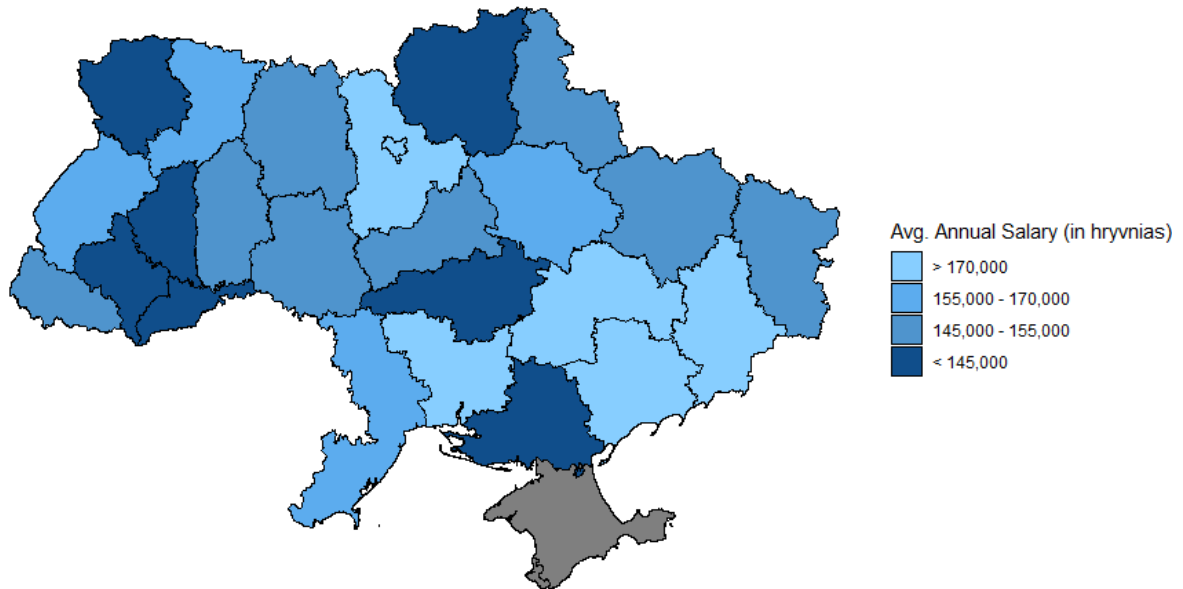 Avg. Annual Salary (in hryvnias)
> 170,000
155,000 - 170,000
145,000 - 155,000
< 145,000